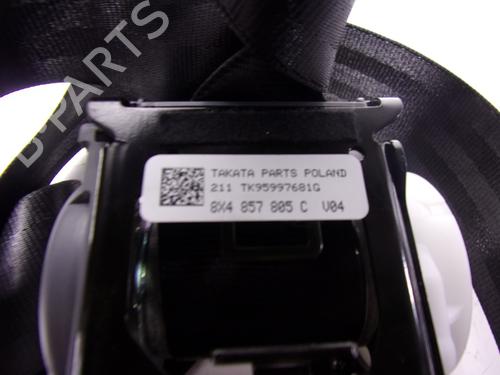 B-PARTS
TAKATA PARTS POLAND
211 TK95997681G
8X4 857 805 C V04